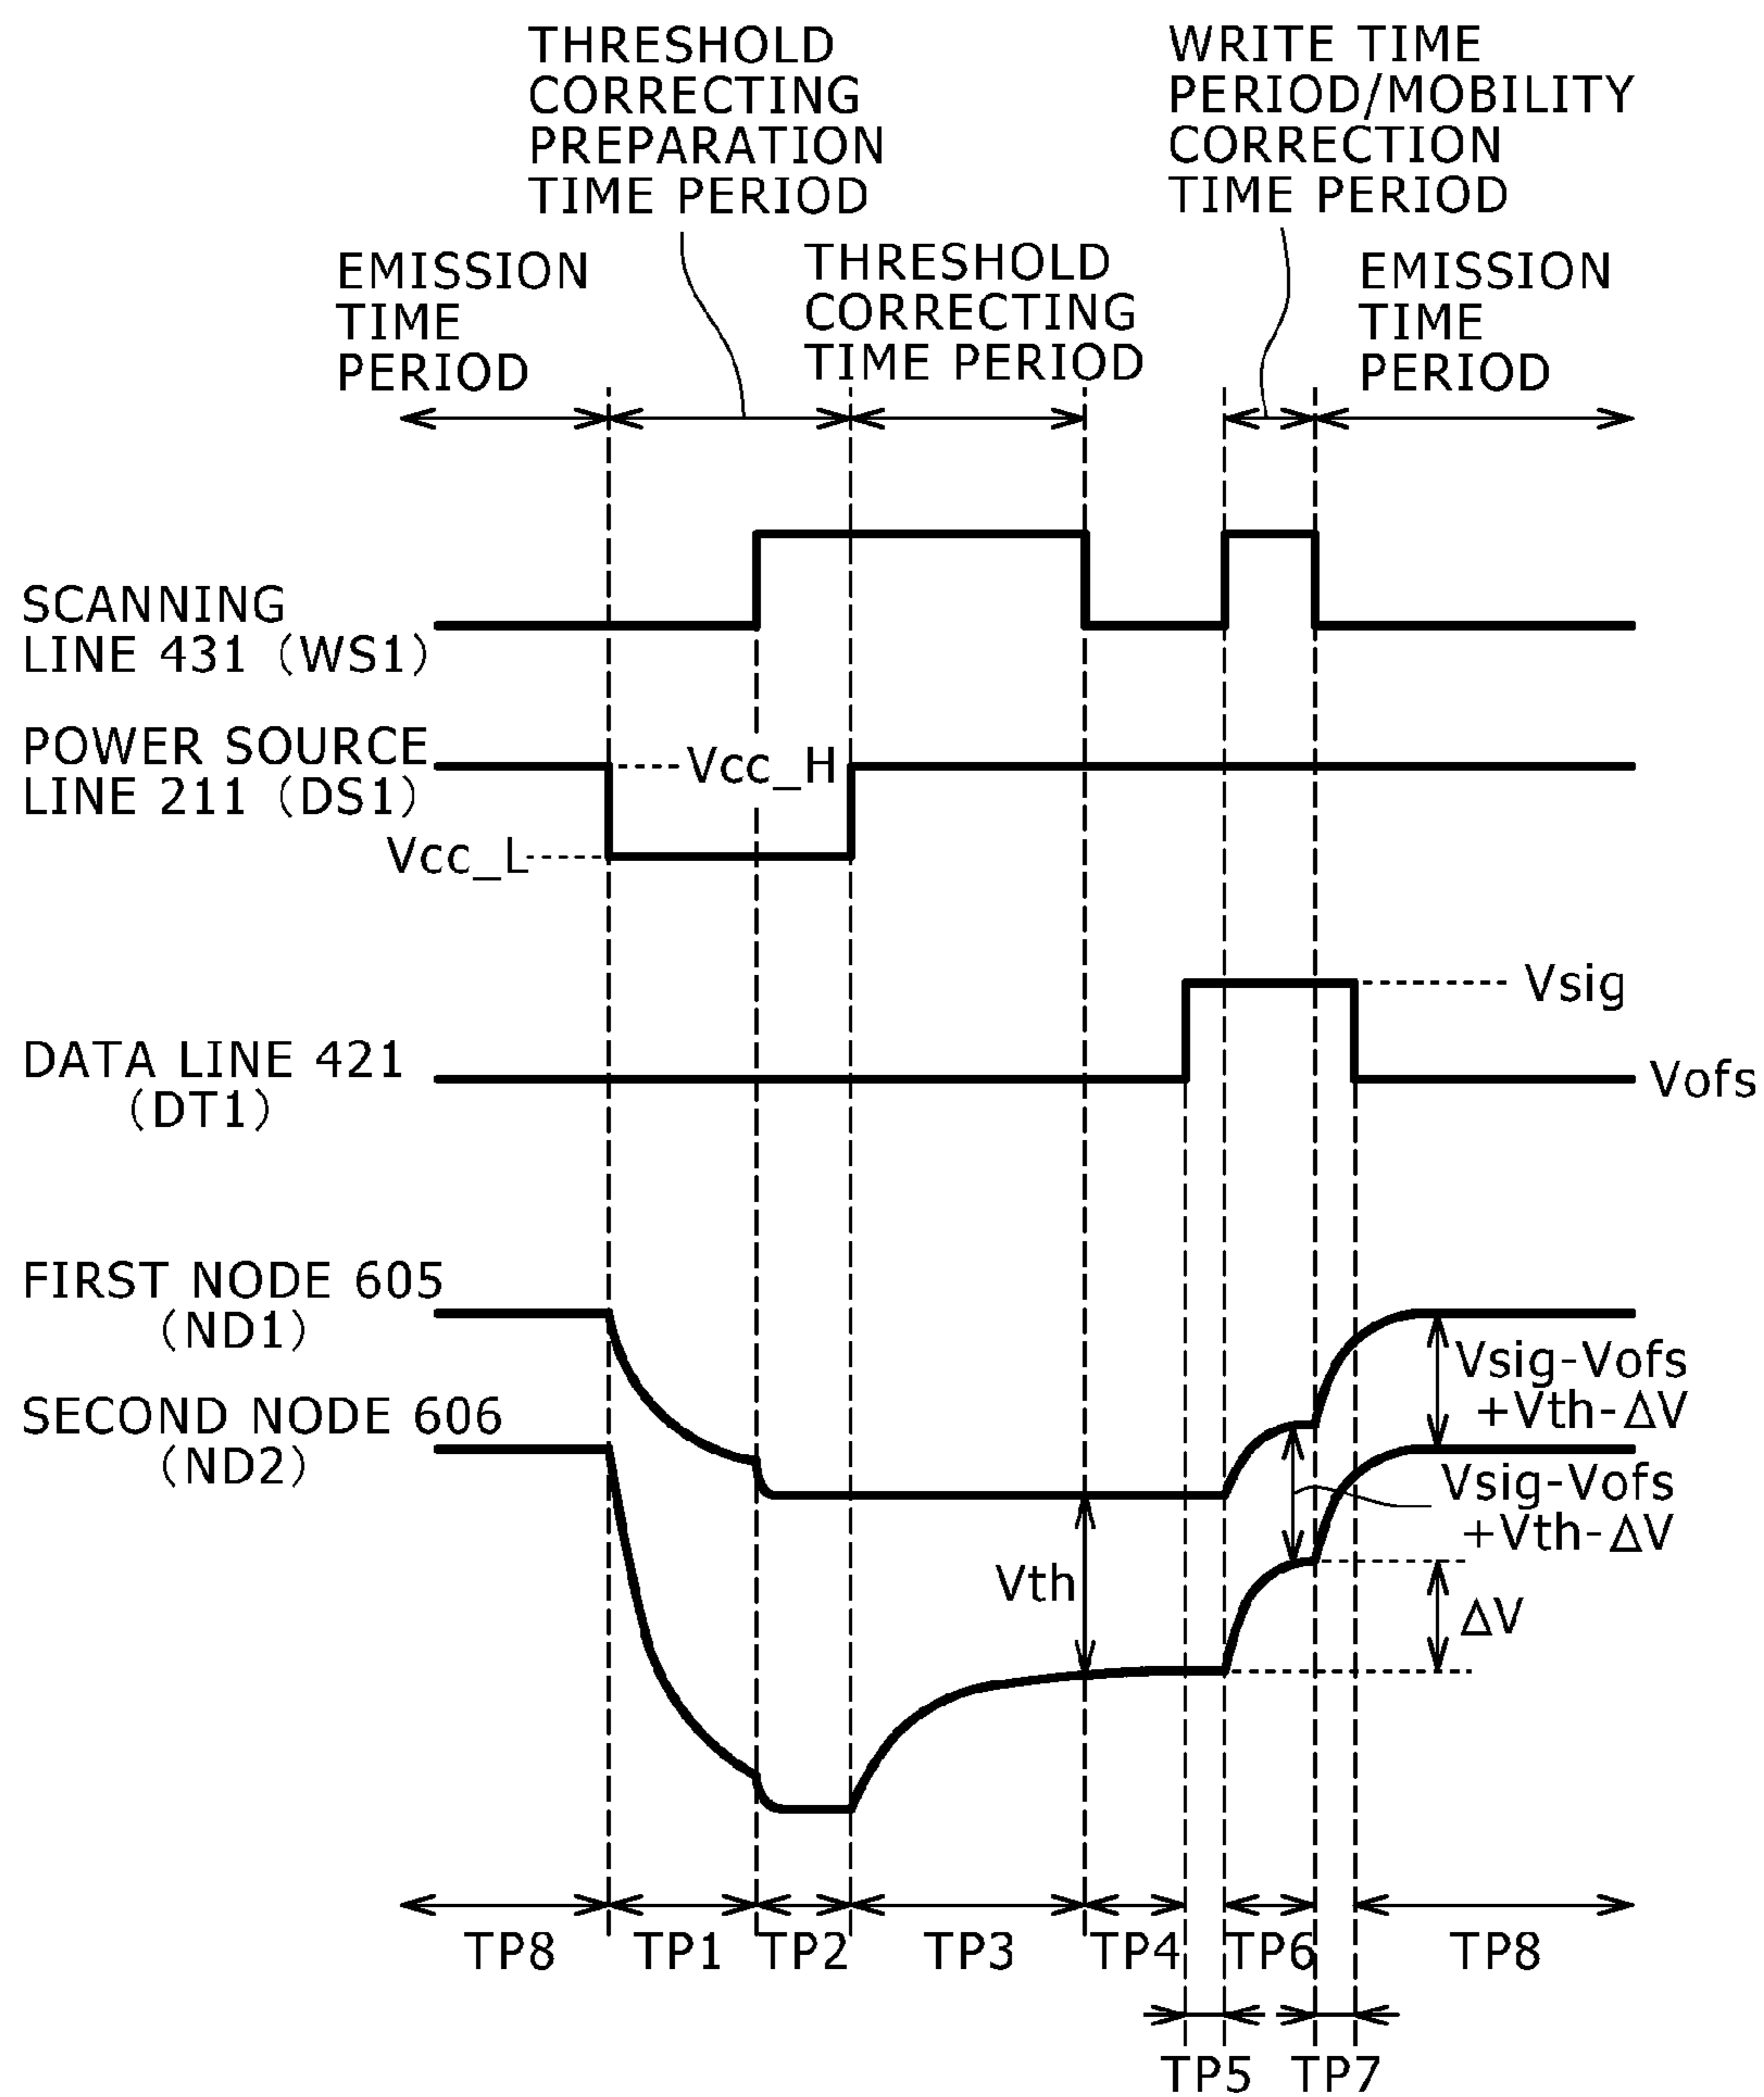 THRESHOLD
CORRECTING
PREPARATION
TIME PERIOD
WRITE TIME
PERIOD/MOBILITY
CORRECTION
TIME PERIOD
EMISSION
TIME
PERIOD
THRESHOLD
CORRECTING
TIME PERIOD
EMISSION
TIME
PERIOD
SCANNING
LINE 431 (WS1)
POWER SOURCE
LINE 211 (DS1)
Vcc_H
Vcc_L
Vsig
DATA LINE 421
(DT1)
Vofs
FIRST NODE 605
(ND1)
Vsig-Vofs
+Vth-ΔV
SECOND NODE 606
(ND2)
Vsig-Vofs
+Vth-ΔV
Vth
ΔV
TP8
TP1
TP2
TP3
TP4
TP6
TP8
TP5
TP7